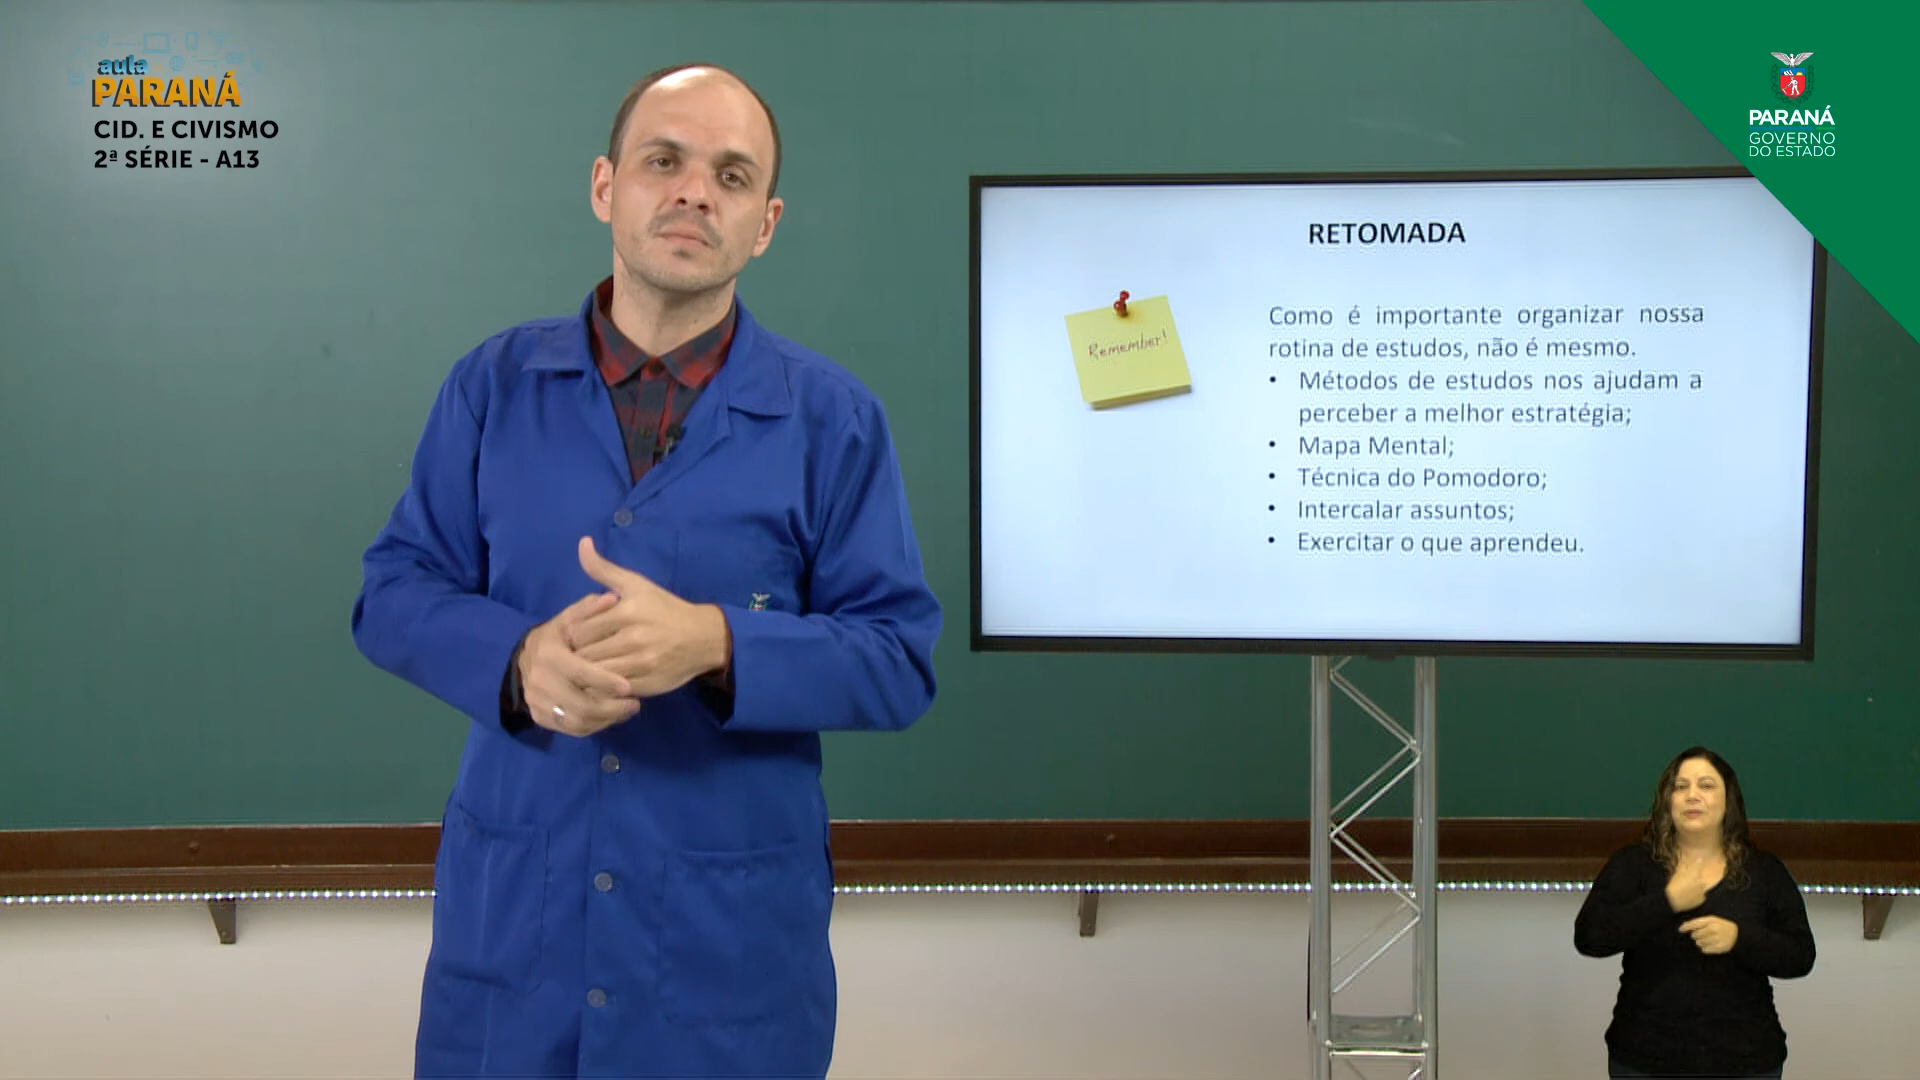 aula
PARANÁ
CID. E CIVISMO
2ª SÉRIE - A13
PARANÁ
GOVERNO
DO ESTADO
RETOMADA
Remember!
Como é importante organizar nossa
rotina de estudos, não é mesmo.
• Métodos de estudos nos ajudam a
perceber a melhor estratégia;
• Mapa Mental;
• Técnica do Pomodoro;
• Intercalar assuntos;
• Exercitar o que aprendeu.